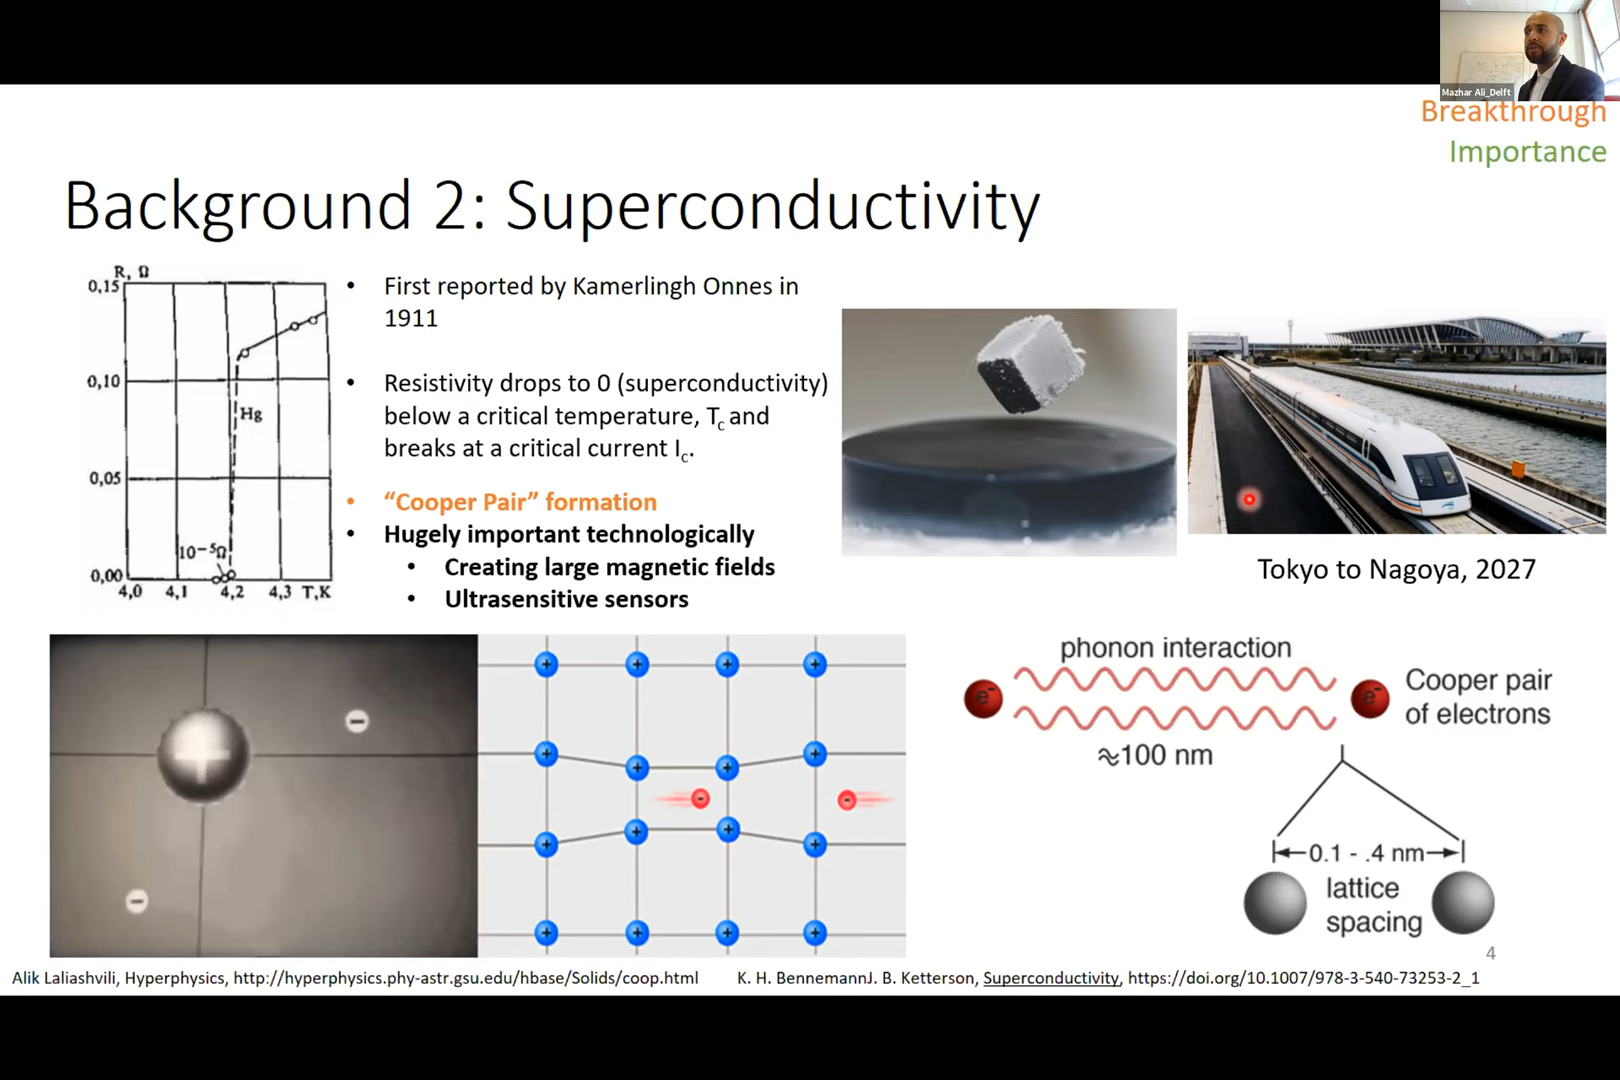 Mazhar Ali_Delft
Breakthrough
Importance
Background 2: Superconductivity
R, Ω
0,15
0,10
Hg
0,05
10⁻⁵Ω
0,00
4,0 4,1 4,2 4,3 T,K
• First reported by Kamerlingh Onnes in
1911
• Resistivity drops to 0 (superconductivity)
below a critical temperature, Tc and
breaks at a critical current Ic.
• “Cooper Pair” formation
• Hugely important technologically
• Creating large magnetic fields
• Ultrasensitive sensors
Tokyo to Nagoya, 2027
+
−
−
+ + + +
+ + + +
- -
+ + + +
+ + + +
phonon interaction
e⁻ e⁻
Cooper pair
of electrons
≈100 nm
0.1 - .4 nm
lattice
spacing
4
Alik Laliashvili, Hyperphysics, http://hyperphysics.phy-astr.gsu.edu/hbase/Solids/coop.html
K. H. BennemannJ. B. Ketterson, Superconductivity, https://doi.org/10.1007/978-3-540-73253-2_1